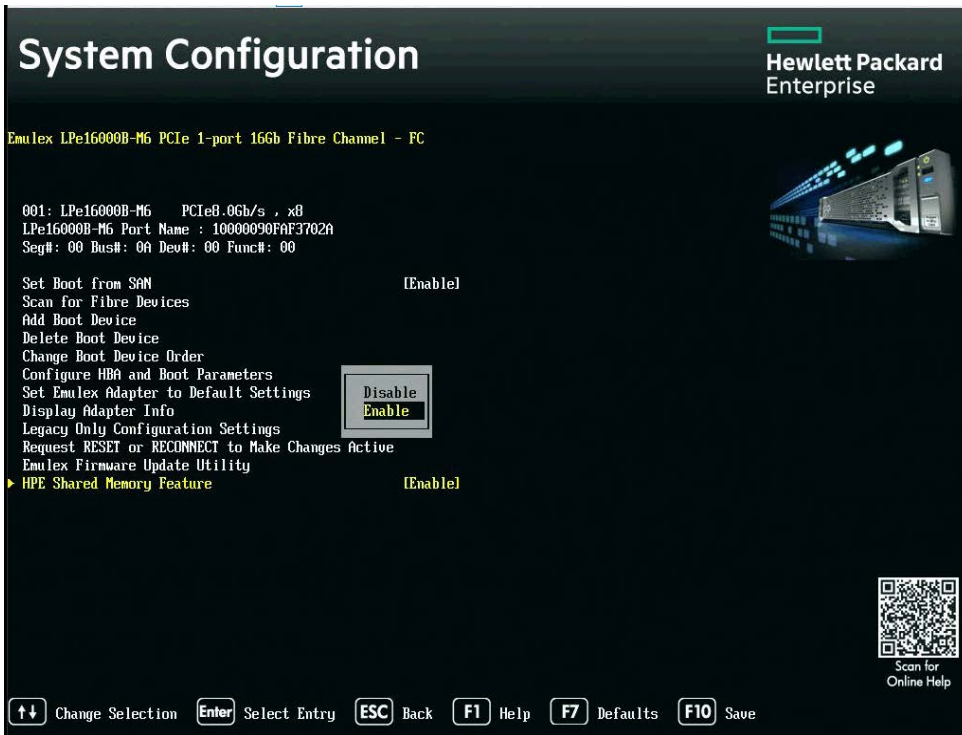 System Configuration
Hewlett Packard
Enterprise
Emulex LPe16000B-M6 PCIe 1-port 16Gb Fibre Channel - FC
001: LPe16000B-M6 PCIe8.0Gb/s , x8
LPe16000B-M6 Port Name : 10000090FAF3702A
Seg#: 00 Bus#: 0A Dev#: 00 Func#: 00
Set Boot from SAN [Enable]
Scan for Fibre Devices
Add Boot Device
Delete Boot Device
Change Boot Device Order
Configure HBA and Boot Parameters
Set Emulex Adapter to Default Settings Disable
Display Adapter Info Enable
Legacy Only Configuration Settings
Request RESET or RECONNECT to Make Changes Active
Emulex Firmware Update Utility
HPE Shared Memory Feature [Enable]
Scan for
Online Help
↑↓ Change Selection Enter Select Entry ESC Back F1 Help F7 Defaults F10 Save